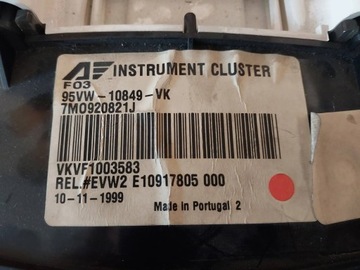 AF INSTRUMENT CLUSTER
F03
95VW-10849-VK
7M0920821J
VKVF1003583
REL.#EVW2 E10917805 000
10-11-1999 Made in Portugal 2